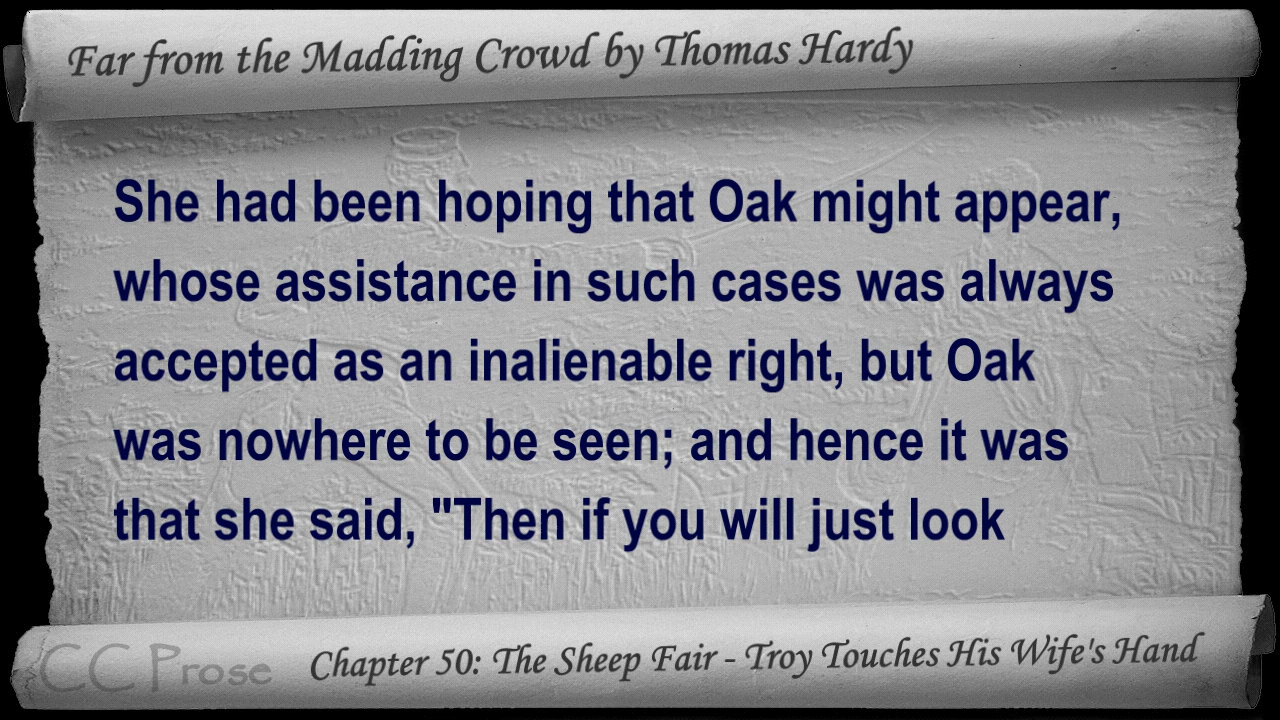 Far from the Madding Crowd by Thomas Hardy
She had been hoping that Oak might appear,
whose assistance in such cases was always
accepted as an inalienable right, but Oak
was nowhere to be seen; and hence it was
that she said, "Then if you will just look
CC Prose
Chapter 50: The Sheep Fair - Troy Touches His Wife's Hand